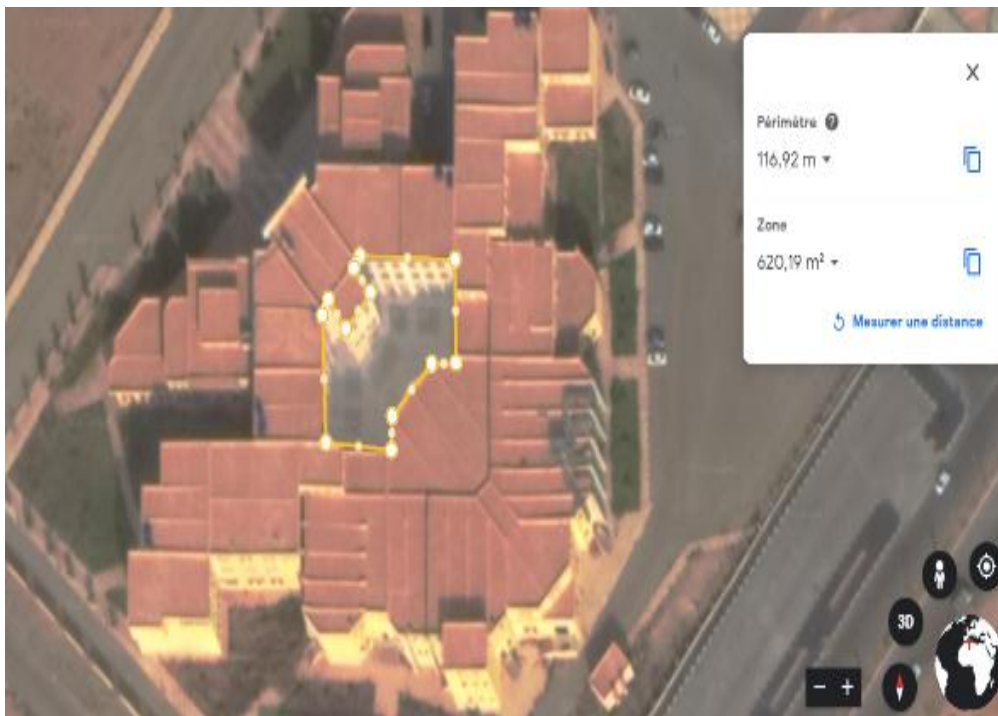 Périmètre
116,92 m
Zone
620,19 m²
Mesurer une distance
3D